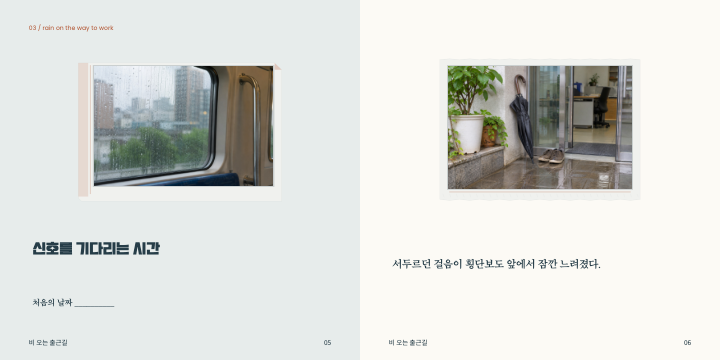 03 / rain on the way to work
신호를 기다리는 시간
처음의 날짜 __________
비 오는 출근길
05
서두르던 걸음이 횡단보도 앞에서 잠깐 느려졌다.
비 오는 출근길
06